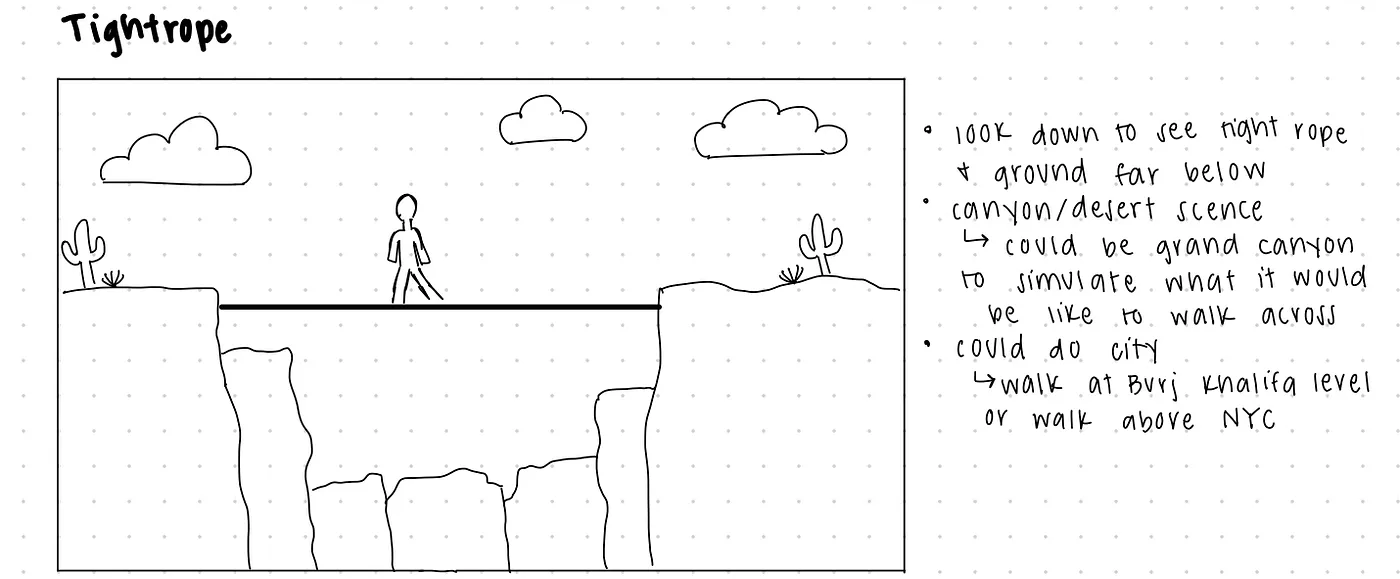 Tightrope
• look down to see tight rope
& ground far below
• canyon/desert scence
↳ could be grand canyon
to simulate what it would
be like to walk across
• could do city
↳ walk at Burj Khalifa level
or walk above NYC